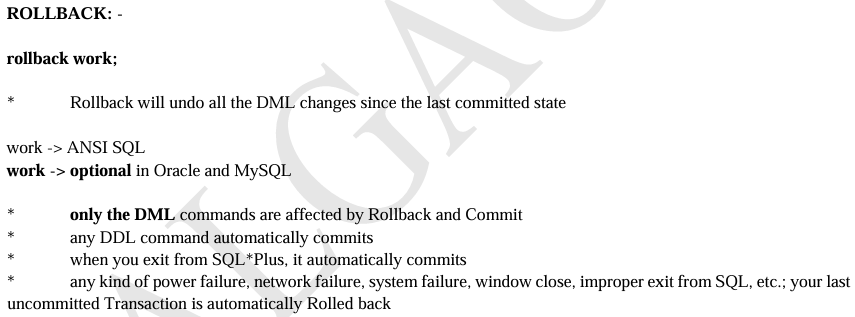 ROLLBACK: -
rollback work;
* Rollback will undo all the DML changes since the last committed state
work -> ANSI SQL
work -> optional in Oracle and MySQL
* only the DML commands are affected by Rollback and Commit
* any DDL command automatically commits
* when you exit from SQL*Plus, it automatically commits
* any kind of power failure, network failure, system failure, window close, improper exit from SQL, etc.; your last
uncommitted Transaction is automatically Rolled back